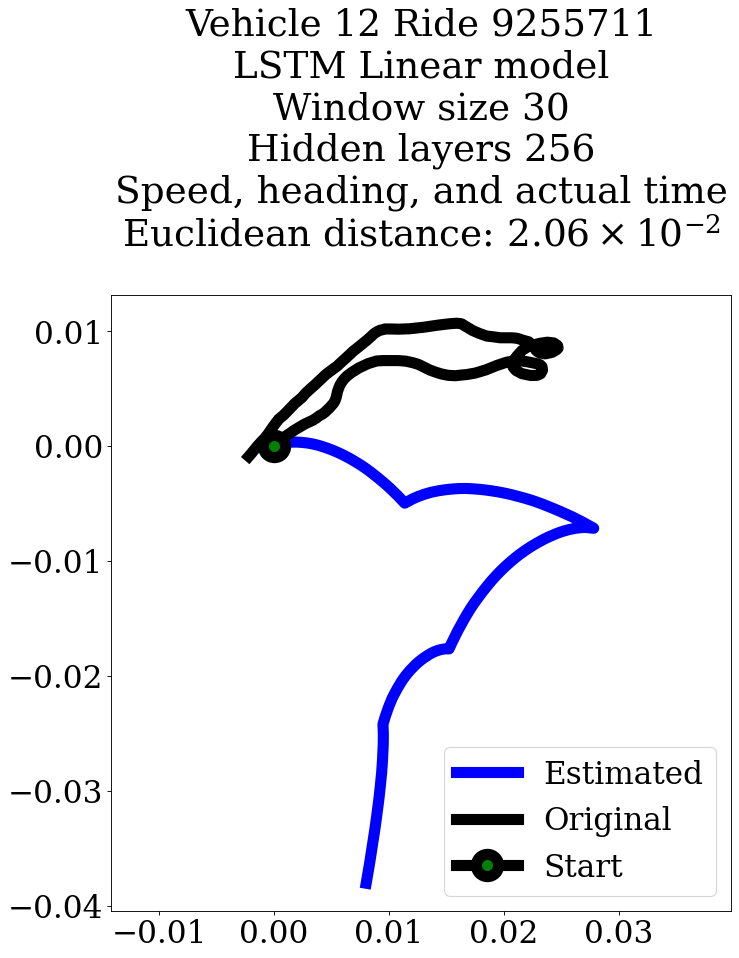 Vehicle 12 Ride 9255711
LSTM Linear model
Window size 30
Hidden layers 256
Speed, heading, and actual time
Euclidean distance: 2.06 × 10⁻²
0.01
0.00
−0.01
−0.02
−0.03
−0.04
Estimated
Original
Start
−0.01 0.00 0.01 0.02 0.03